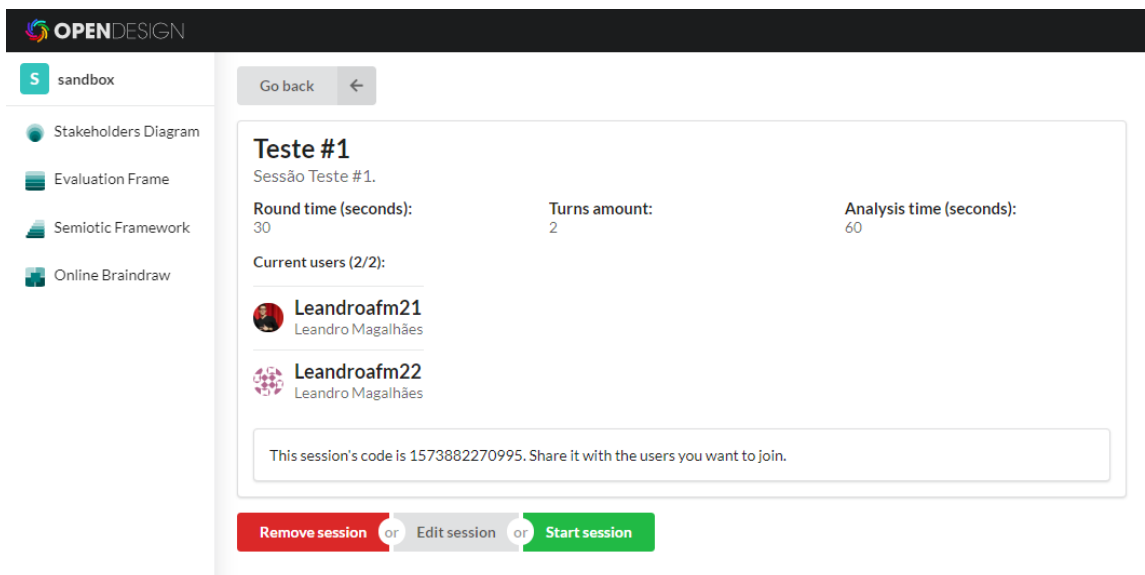 OPENDESIGN
S sandbox
Stakeholders Diagram
Evaluation Frame
Semiotic Framework
Online Braindraw
Go back
Teste #1
Sessão Teste #1.
Round time (seconds): Turns amount: Analysis time (seconds):
30 2 60
Current users (2/2):
Leandroafm21
Leandro Magalhães
Leandroafm22
Leandro Magalhães
This session's code is 1573882270995. Share it with the users you want to join.
Remove session or Edit session or Start session